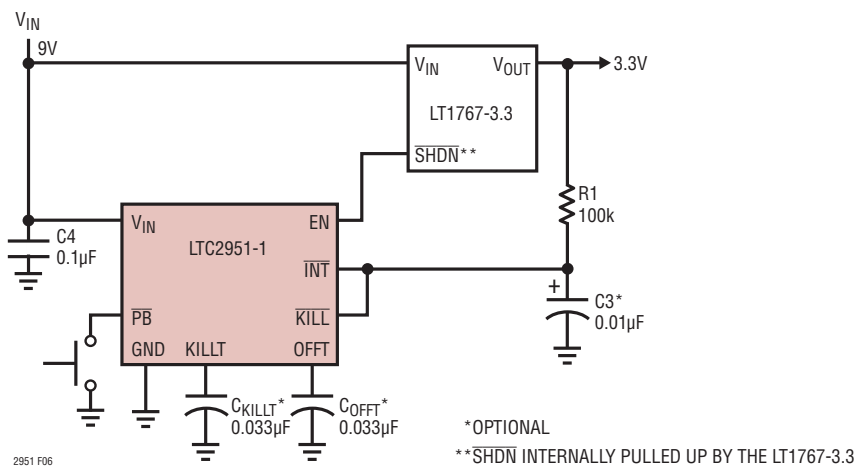 VIN
9V
VIN
VOUT
3.3V
LT1767-3.3
SHDN**
R1
100k
VIN
EN
C4
0.1µF
LTC2951-1
INT
+
C3*
0.01µF
PB
KILL
GND
KILLT
OFFT
CKILLT*
0.033µF
COFFT*
0.033µF
*OPTIONAL
**SHDN INTERNALLY PULLED UP BY THE LT1767-3.3
2951 F06